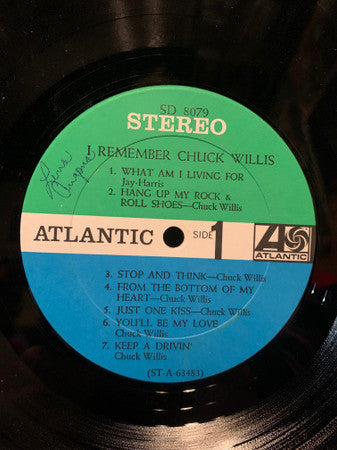 SD 8079
STEREO
I REMEMBER CHUCK WILLIS
1. WHAT AM I LIVING FOR
Jay-Harris
2. HANG UP MY ROCK &
ROLL SHOES—Chuck Willis
ATLANTIC
SIDE 1
ATLANTIC
3. STOP AND THINK—Chuck Willis
4. FROM THE BOTTOM OF MY
HEART—Chuck Willis
5. JUST ONE KISS—Chuck Willis
6. YOU'LL BE MY LOVE
Chuck Willis
7. KEEP A DRIVIN'
Chuck Willis
(ST-A-63483)